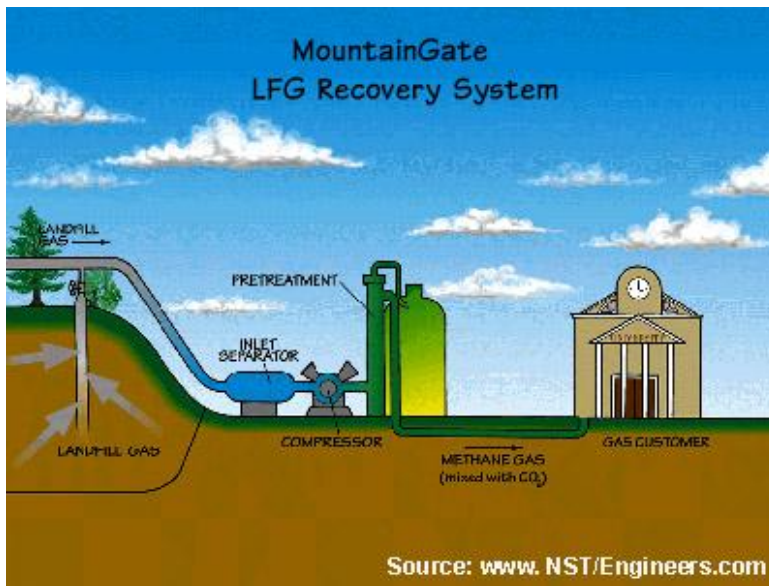 MountainGate
LFG Recovery System
LANDFILL
GAS
PRETREATMENT
INLET
SEPARATOR
COMPRESSOR
LANDFILL GAS
METHANE GAS
(mixed with CO₂)
GAS CUSTOMER
UNIVERSITY
Source: www. NST/Engineers.com